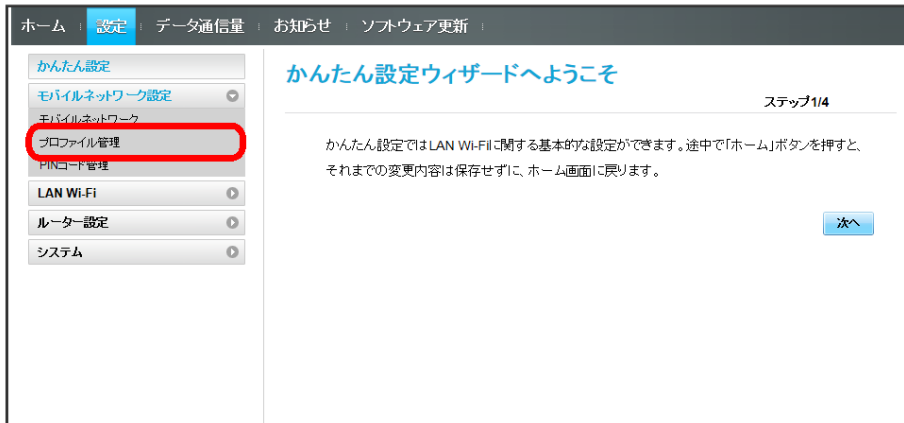 ホーム 設定 データ通信量 お知らせ ソフトウェア更新
かんたん設定
モバイルネットワーク設定
モバイルネットワーク
プロファイル管理
PINコード管理
LAN Wi-Fi
ルーター設定
システム
かんたん設定ウィザードへようこそ
ステップ1/4
かんたん設定ではLAN Wi-Fiに関する基本的な設定ができます。途中で「ホーム」ボタンを押すと、
それまでの変更内容は保存せずに、ホーム画面に戻ります。
次へ